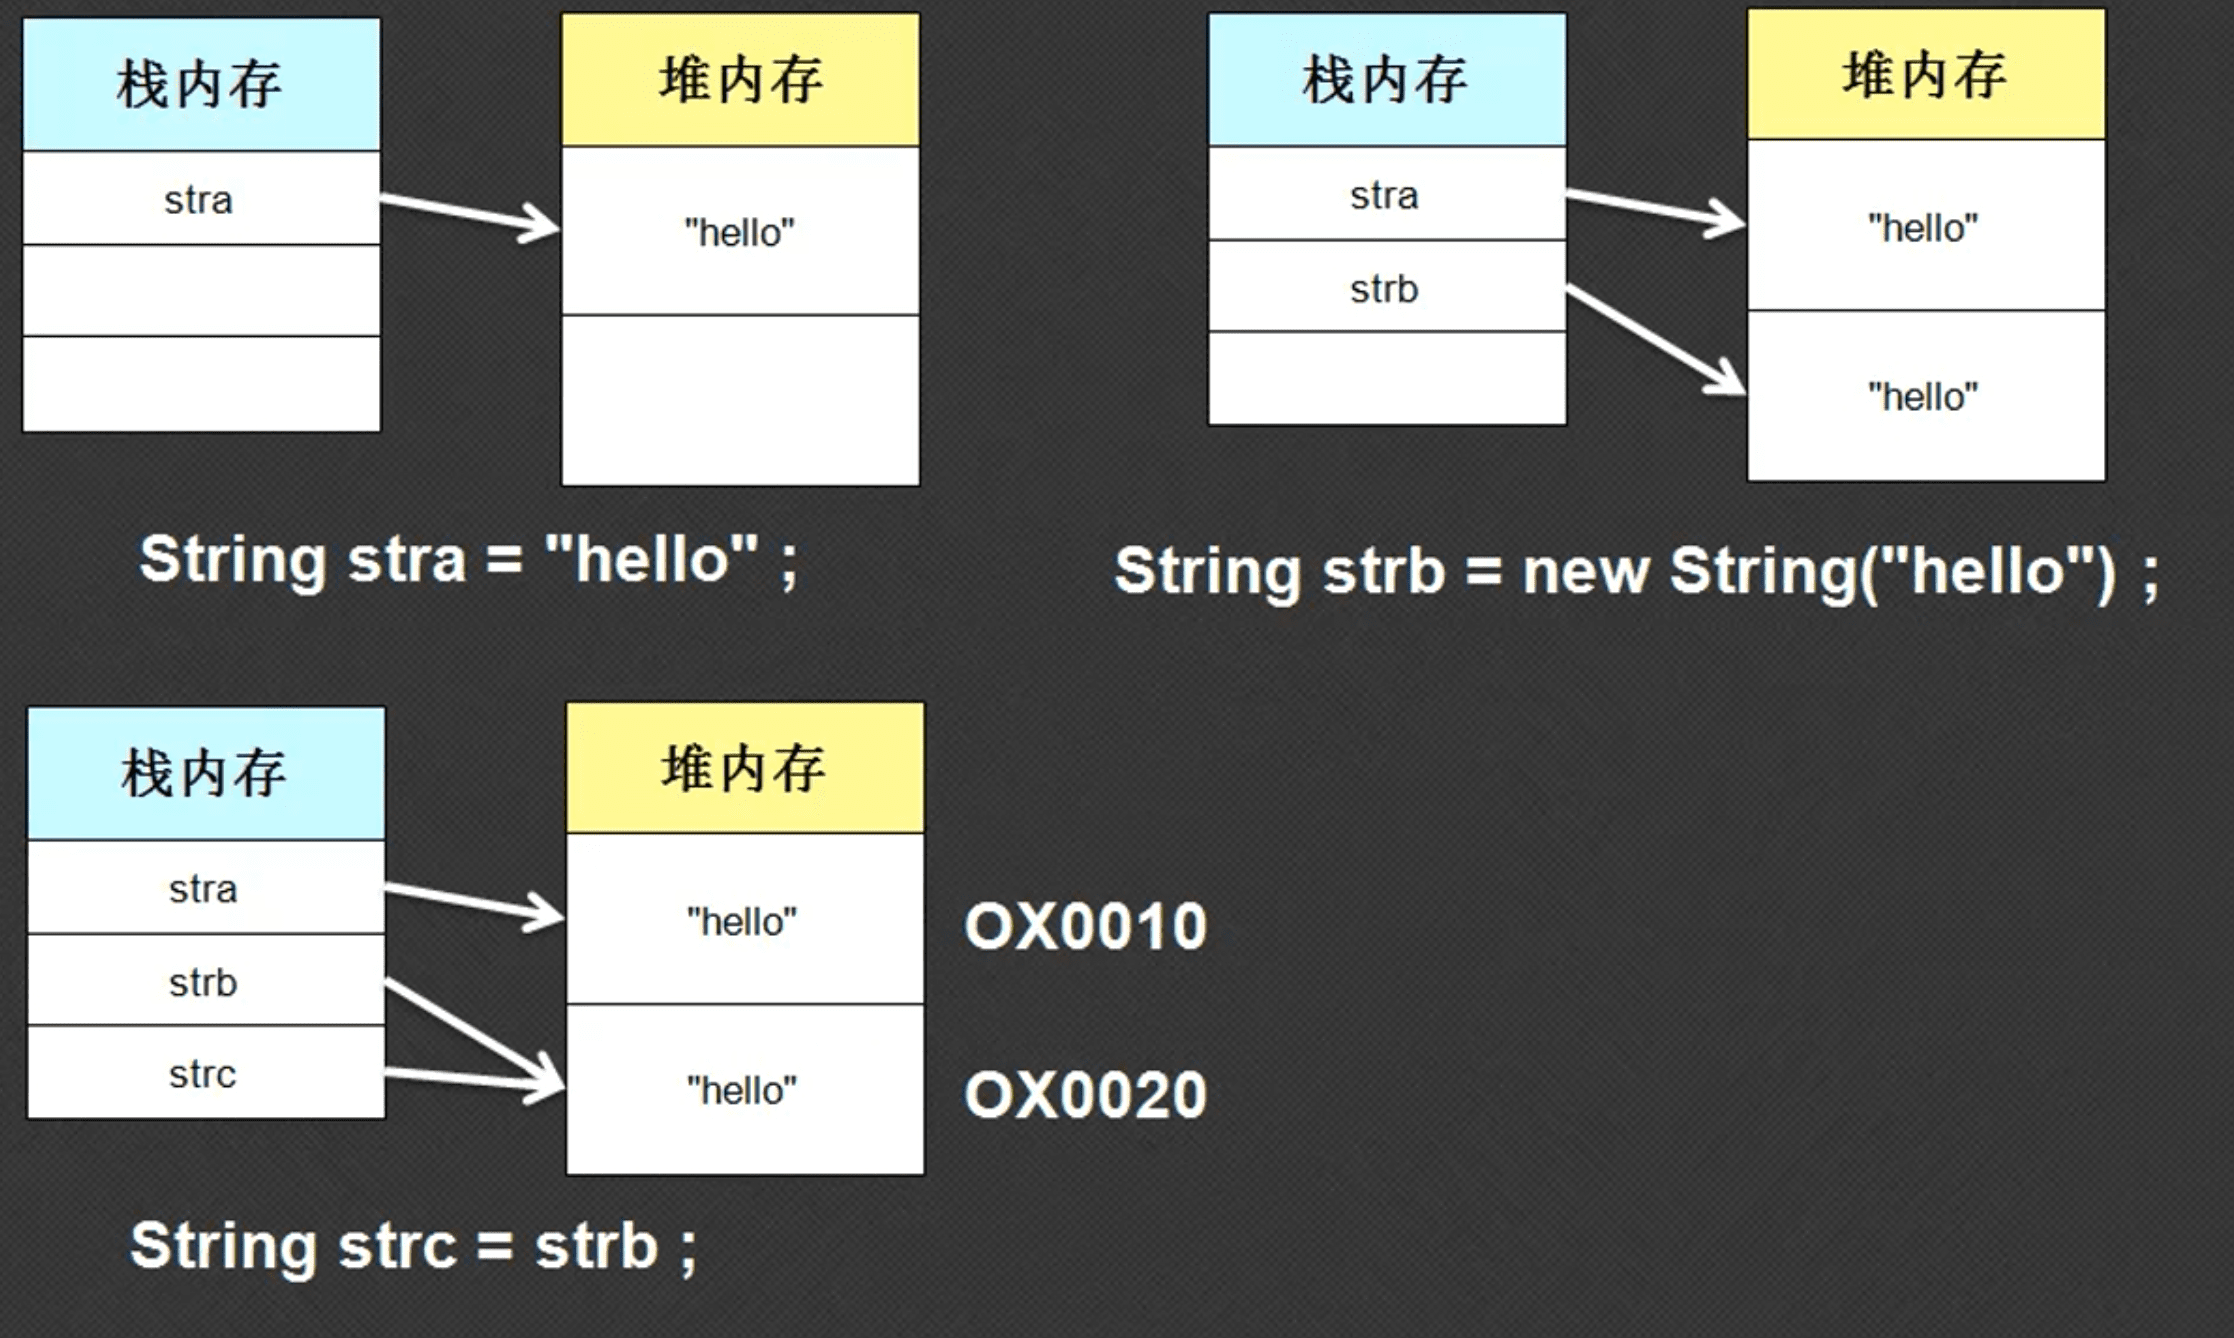 栈内存
堆内存
stra
"hello"
String stra = "hello" ;
栈内存
堆内存
stra
"hello"
strb
"hello"
String strb = new String("hello") ;
栈内存
堆内存
stra
"hello"
OX0010
strb
strc
"hello"
OX0020
String strc = strb ;